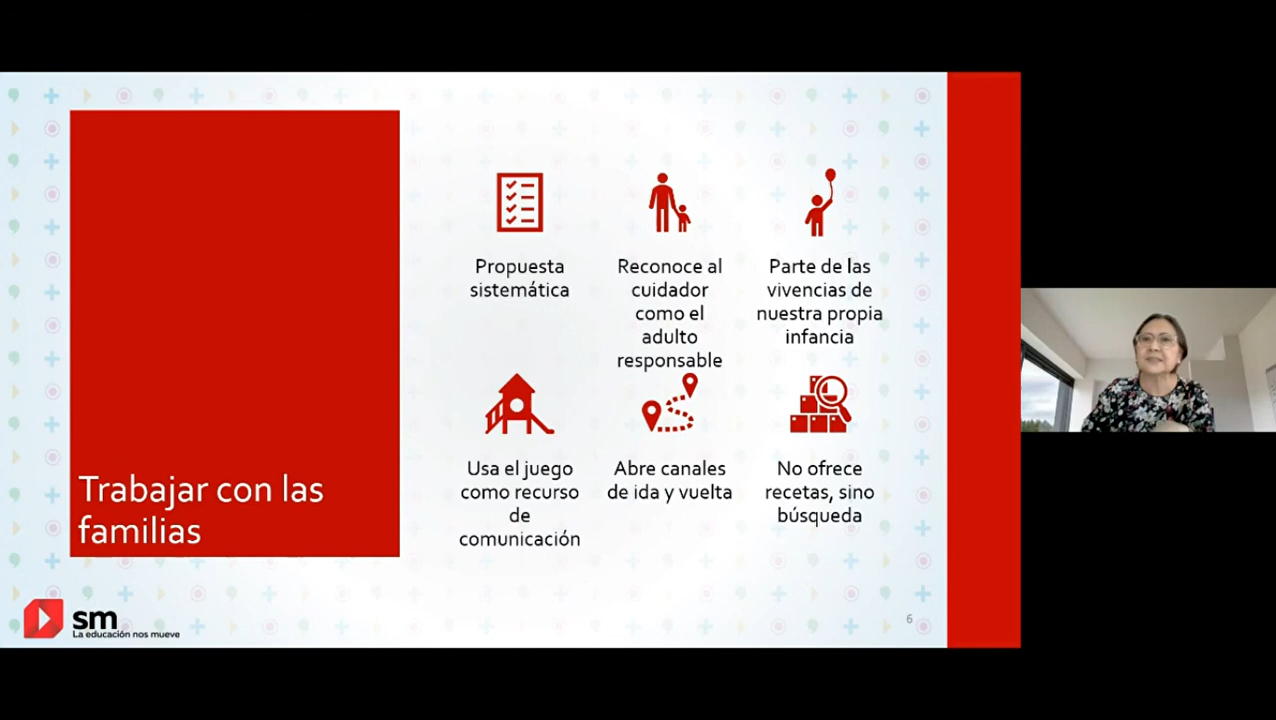 Trabajar con las
familias
Propuesta
sistemática
Reconoce al
cuidador
como el
adulto
responsable
Parte de las
vivencias de
nuestra propia
infancia
Usa el juego
como recurso
de
comunicación
Abre canales
de ida y vuelta
No ofrece
recetas, sino
búsqueda
sm
La educación nos mueve
6